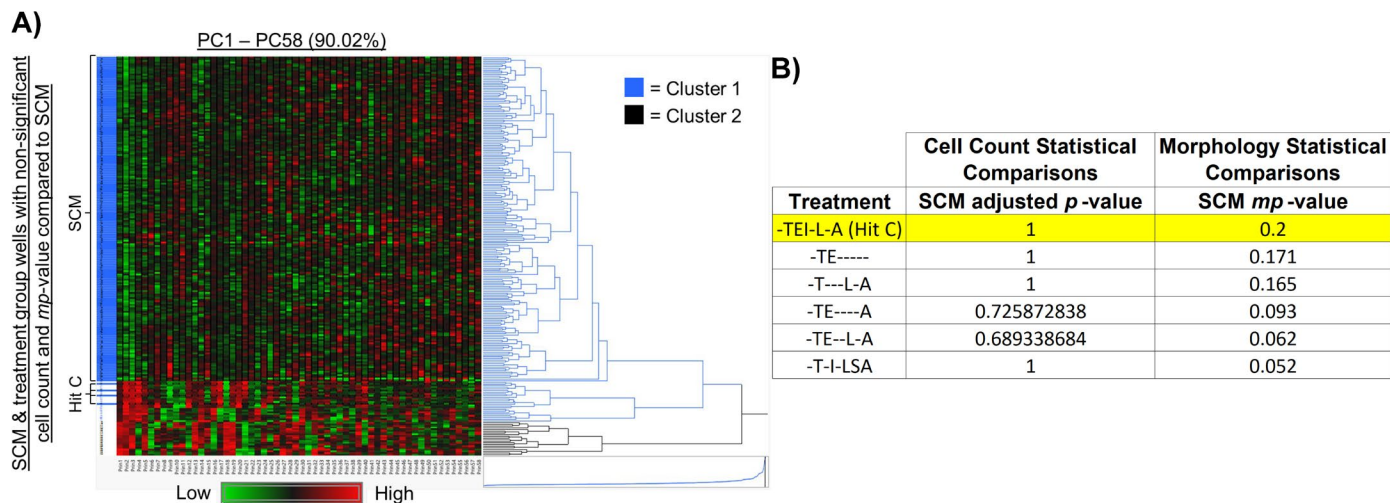 A)
PC1 – PC58 (90.02%)
SCM & treatment group wells with non-significant
cell count and mp-value compared to SCM
SCM
Hit C
= Cluster 1
= Cluster 2
Low
High
B)
Cell Count Statistical Comparisons
Morphology Statistical Comparisons
Treatment SCM adjusted p -value SCM mp -value
-TEI-L-A (Hit C) 1 0.2
-TE----- 1 0.171
-T---L-A 1 0.165
-TE----A 0.725872838 0.093
-TE--L-A 0.689338684 0.062
-T-I-LSA 1 0.052